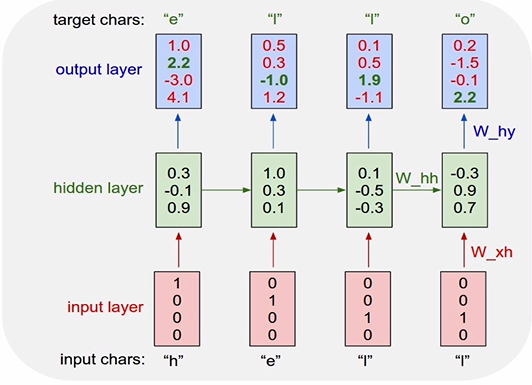 target chars: “e” “l” “l” “o”
1.0 0.5 0.1 0.2
2.2 0.3 0.5 -1.5
output layer -3.0 -1.0 1.9 -0.1
4.1 1.2 -1.1 2.2
W_hy
0.3 1.0 0.1 W_hh -0.3
hidden layer -0.1 0.3 -0.5 0.9
0.9 0.1 -0.3 0.7
W_xh
1 0 0 0
0 1 0 0
input layer 0 0 1 1
0 0 0 0
input chars: “h” “e” “l” “l”